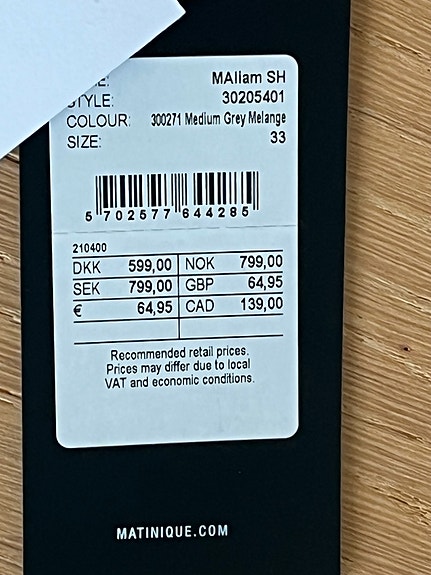 E: MAliam SH
STYLE: 30205401
COLOUR: 300271 Medium Grey Melange
SIZE: 33
5 702577 644285
210400
DKK 599,00 NOK 799,00
SEK 799,00 GBP 64,95
€ 64,95 CAD 139,00
Recommended retail prices.
Prices may differ due to local
VAT and economic conditions.
MATINIQUE.COM